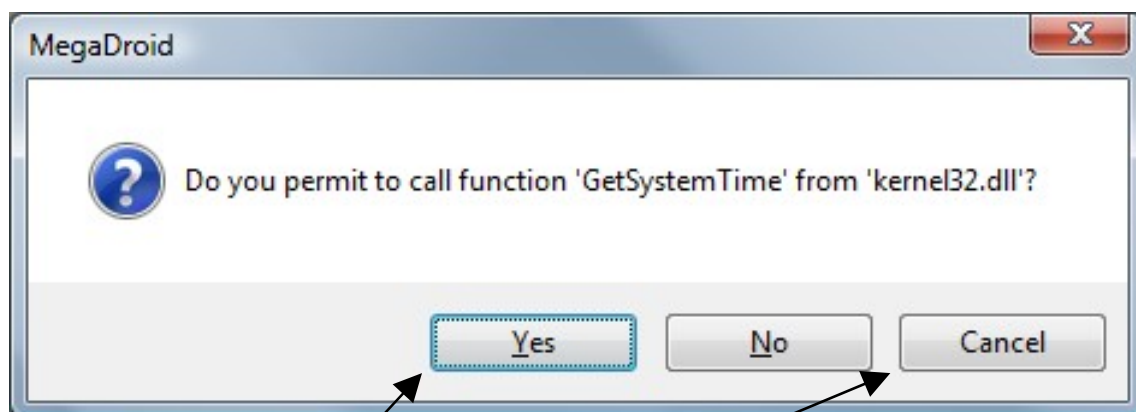 MegaDroid
Do you permit to call function 'GetSystemTime' from 'kernel32.dll'?
Yes No Cancel